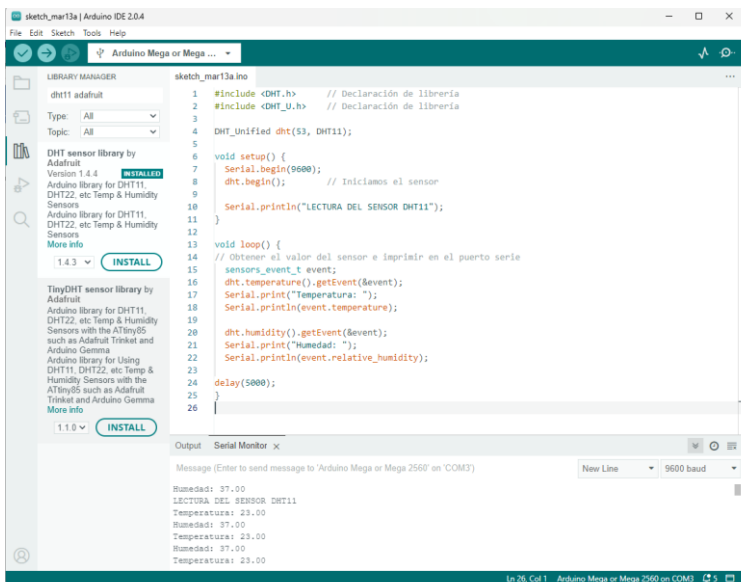 sketch_mar13a | Arduino IDE 2.0.4
File Edit Sketch Tools Help
Arduino Mega or Mega ...
LIBRARY MANAGER
dht11 adafruit
Type: All
Topic: All
DHT sensor library by
Adafruit
Version 1.4.4 INSTALLED
Arduino library for DHT11,
DHT22, etc Temp & Humidity
Sensors
Arduino library for DHT11,
DHT22, etc Temp & Humidity
Sensors
More info
1.4.3 INSTALL
TinyDHT sensor library by
Adafruit
Arduino library for DHT11,
DHT22, etc Temp & Humidity
Sensors with the ATtiny85
such as Adafruit Trinket and
Arduino Gemma
Arduino library for Using
DHT11, DHT22, etc Temp &
Humidity Sensors with the
ATtiny85 such as Adafruit
Trinket and Arduino Gemma
More info
1.1.0 INSTALL
sketch_mar13a.ino
1 #include <DHT.h> // Declaración de librería
2 #include <DHT_U.h> // Declaración de librería
3
4 DHT_Unified dht(53, DHT11);
5
6 void setup() {
7 Serial.begin(9600);
8 dht.begin(); // Iniciamos el sensor
9
10 Serial.println("LECTURA DEL SENSOR DHT11");
11 }
12
13 void loop() {
14 // Obtener el valor del sensor e imprimir en el puerto serie
15 sensors_event_t event;
16 dht.temperature().getEvent(&event);
17 Serial.print("Temperatura: ");
18 Serial.println(event.temperature);
19
20 dht.humidity().getEvent(&event);
21 Serial.print("Humedad: ");
22 Serial.println(event.relative_humidity);
23
24 delay(5000);
25 }
26
Output Serial Monitor
Message (Enter to send message to 'Arduino Mega or Mega 2560' on 'COM3')
New Line 9600 baud
Humedad: 37.00
LECTURA DEL SENSOR DHT11
Temperatura: 23.00
Humedad: 37.00
Temperatura: 23.00
Humedad: 37.00
Temperatura: 23.00
Ln 26, Col 1 Arduino Mega or Mega 2560 on COM3 5